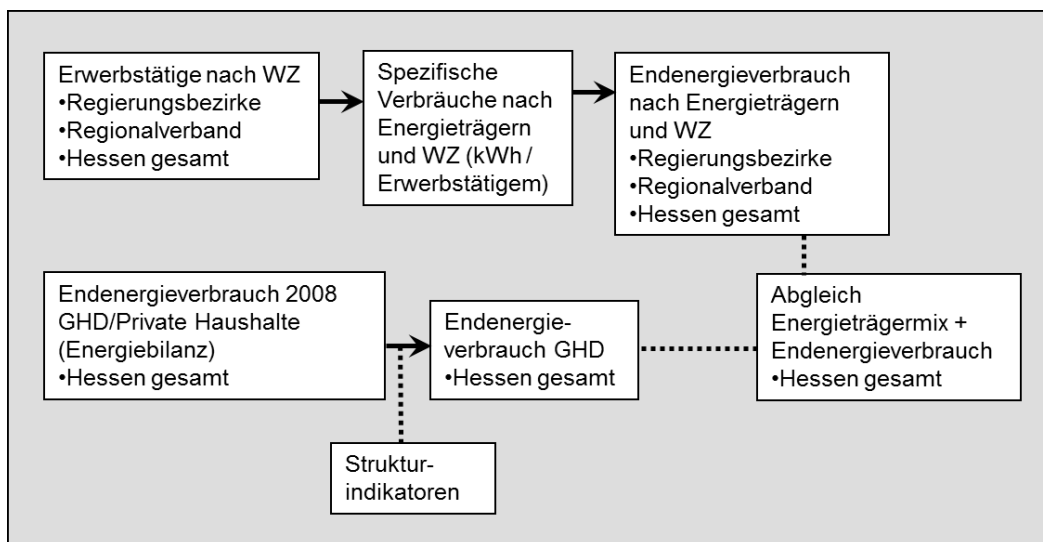 Erwerbstätige nach WZ
•Regierungsbezirke
•Regionalverband
•Hessen gesamt
Spezifische
Verbräuche nach
Energieträgern
und WZ (kWh /
Erwerbstätigem)
Endenergieverbrauch
nach Energieträgern
und WZ
•Regierungsbezirke
•Regionalverband
•Hessen gesamt
Endenergieverbrauch 2008
GHD/Private Haushalte
(Energiebilanz)
•Hessen gesamt
Endenergie-
verbrauch GHD
•Hessen gesamt
Abgleich
Energieträgermix +
Endenergieverbrauch
•Hessen gesamt
Struktur-
indikatoren